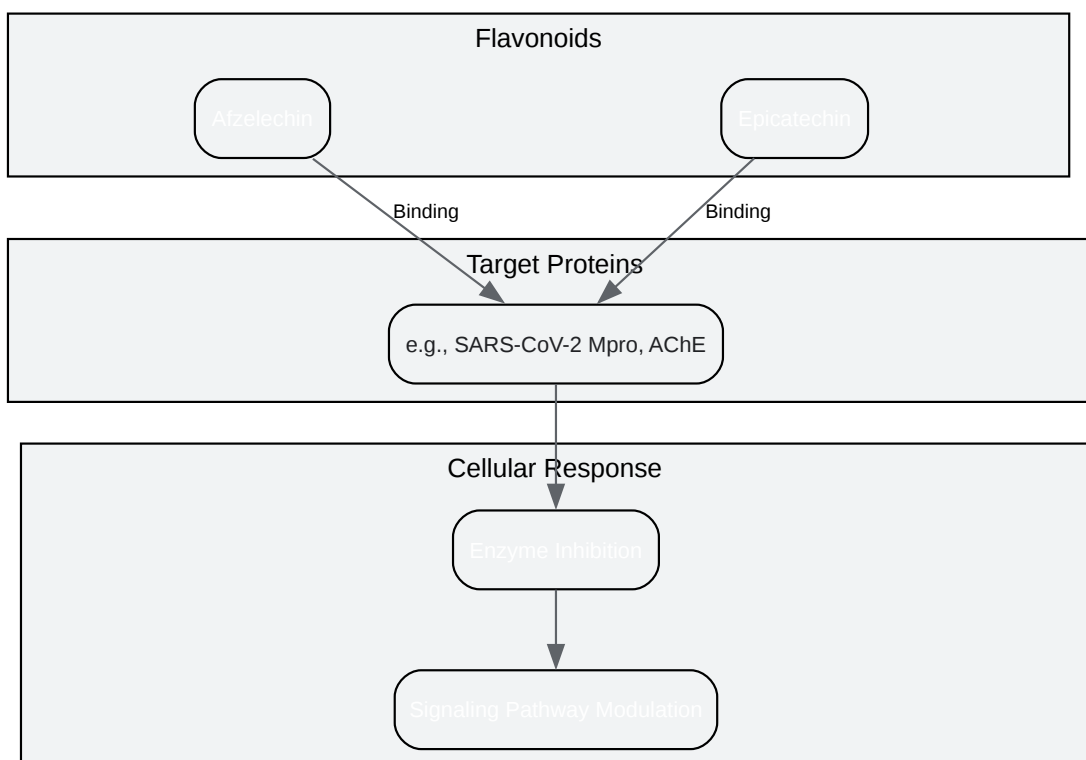 Flavonoids
Afzelechin
Epicatechin
Binding
Binding
Target Proteins
e.g., SARS-CoV-2 Mpro, AChE
Cellular Response
Enzyme Inhibition
Signaling Pathway Modulation